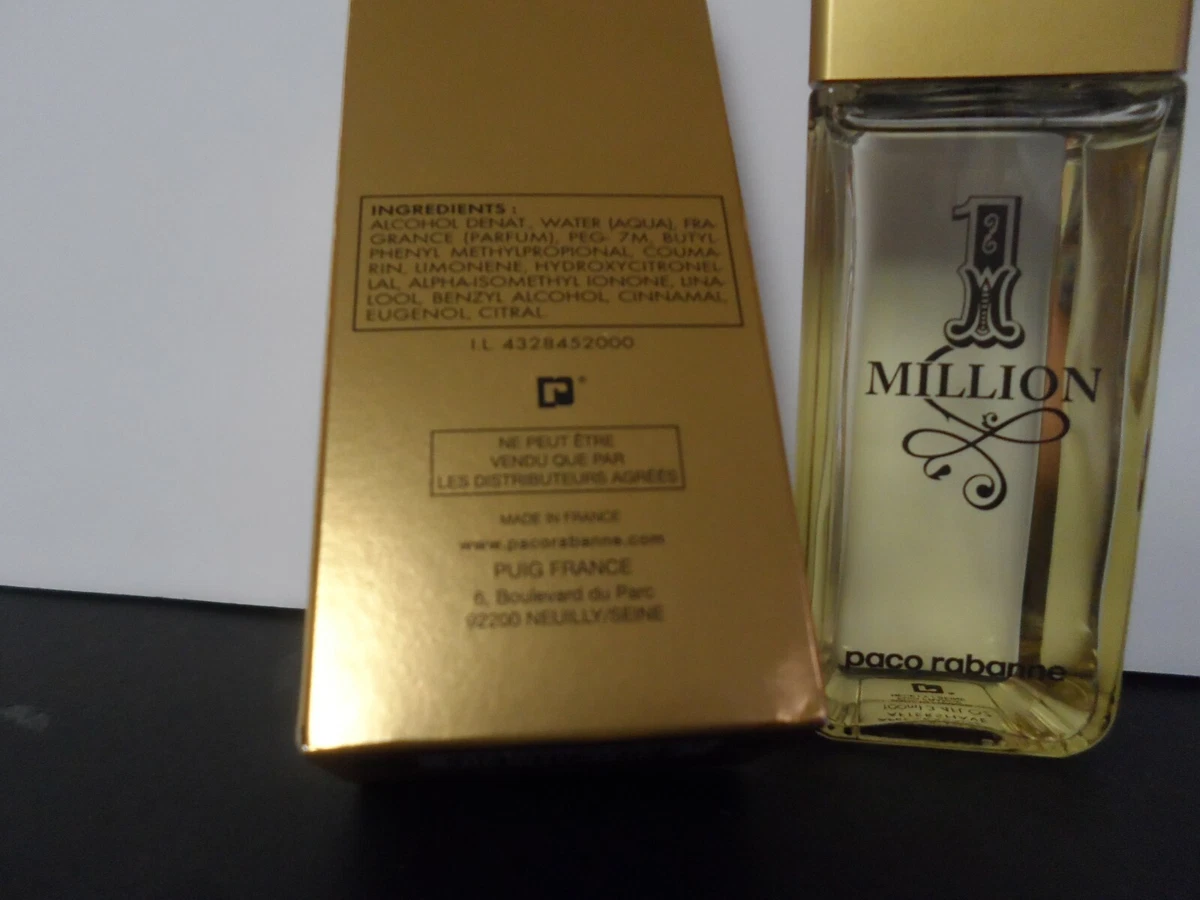 INGREDIENTS :
ALCOHOL DENAT., WATER (AQUA), FRA-
GRANCE (PARFUM), PEG- 7M, BUTYL-
PHENYL METHYLPROPIONAL, COUMA-
RIN, LIMONENE, HYDROXYCITRONEL-
LAL, ALPHA-ISOMETHYL IONONE, LINA-
LOOL, BENZYL ALCOHOL, CINNAMAL,
EUGENOL, CITRAL.
I.L. 4328452000
r
NE PEUT ÊTRE
VENDU QUE PAR
LES DISTRIBUTEURS AGRÉÉS
MADE IN FRANCE
www.pacorabanne.com
PUIG FRANCE
6, Boulevard du Parc
92200 NEUILLY/SEINE
1
MILLION
paco rabanne